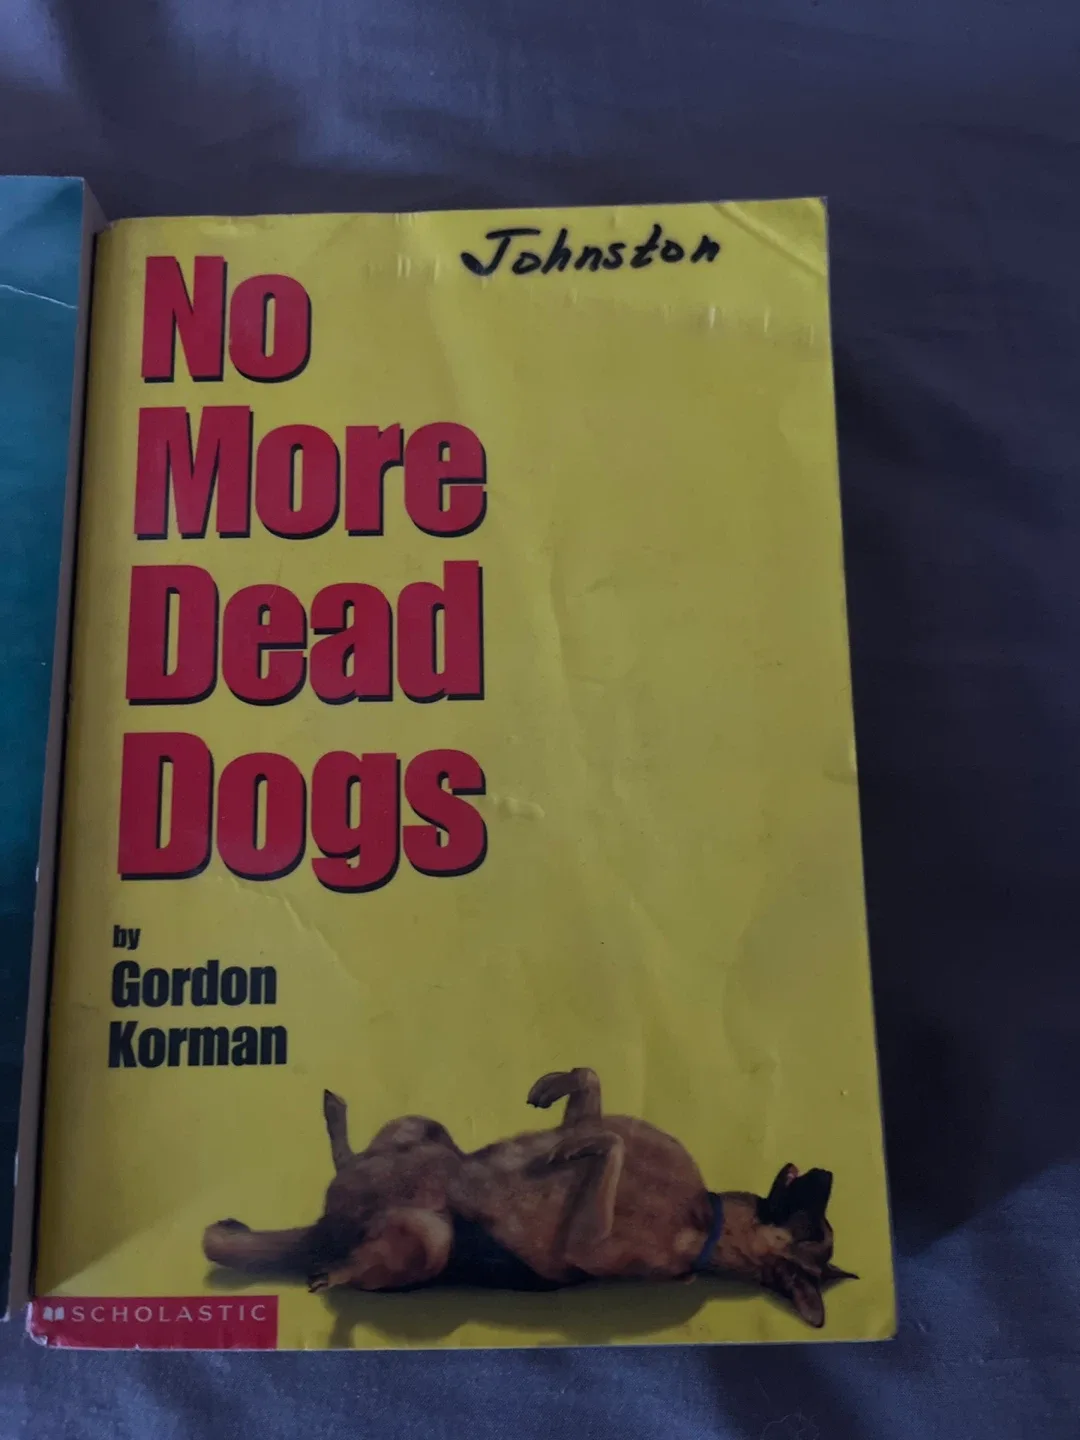 Johnston
No
More
Dead
Dogs
by
Gordon
Korman
SCHOLASTIC